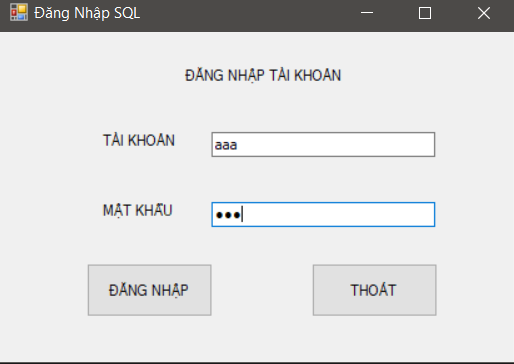 Đăng Nhập SQL
ĐĂNG NHẬP TÀI KHOẢN
TÀI KHOẢN
aaa
MẬT KHẨU
●●●
ĐĂNG NHẬP
THOÁT